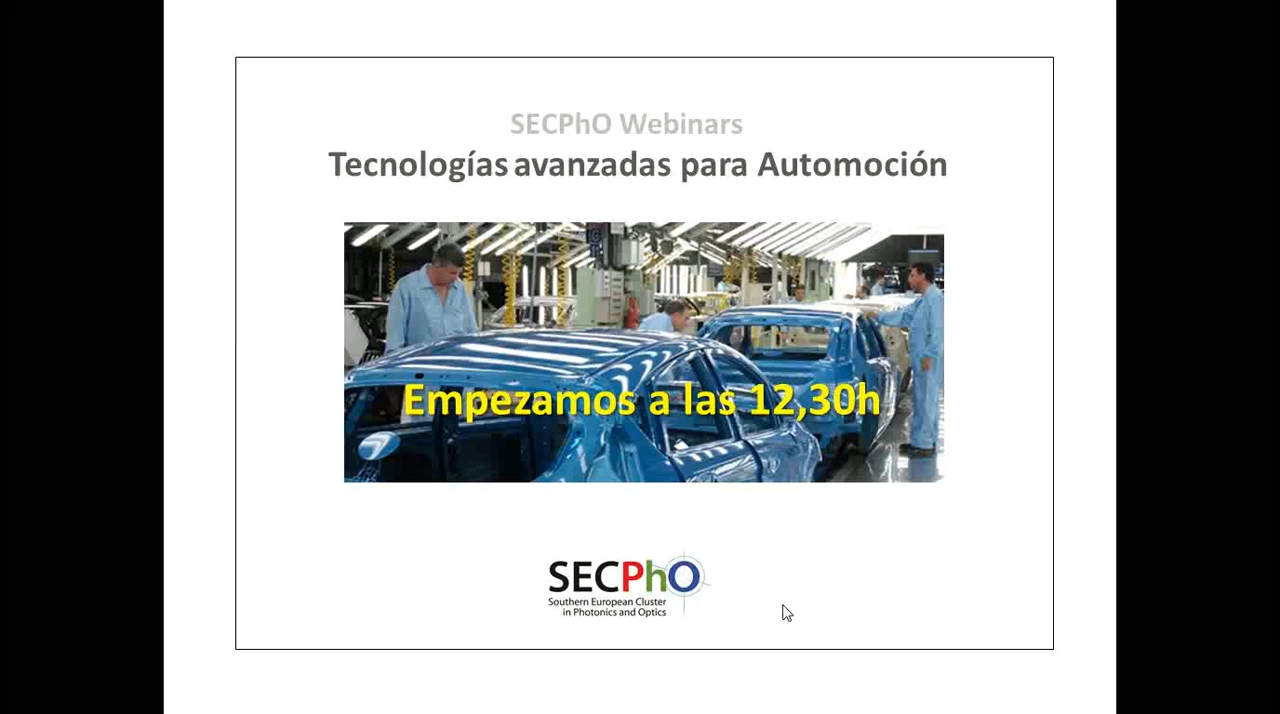 SECPhO Webinars
Tecnologías avanzadas para Automoción
Empezamos a las 12,30h
SECPhO
Southern European Cluster
in Photonics and Optics